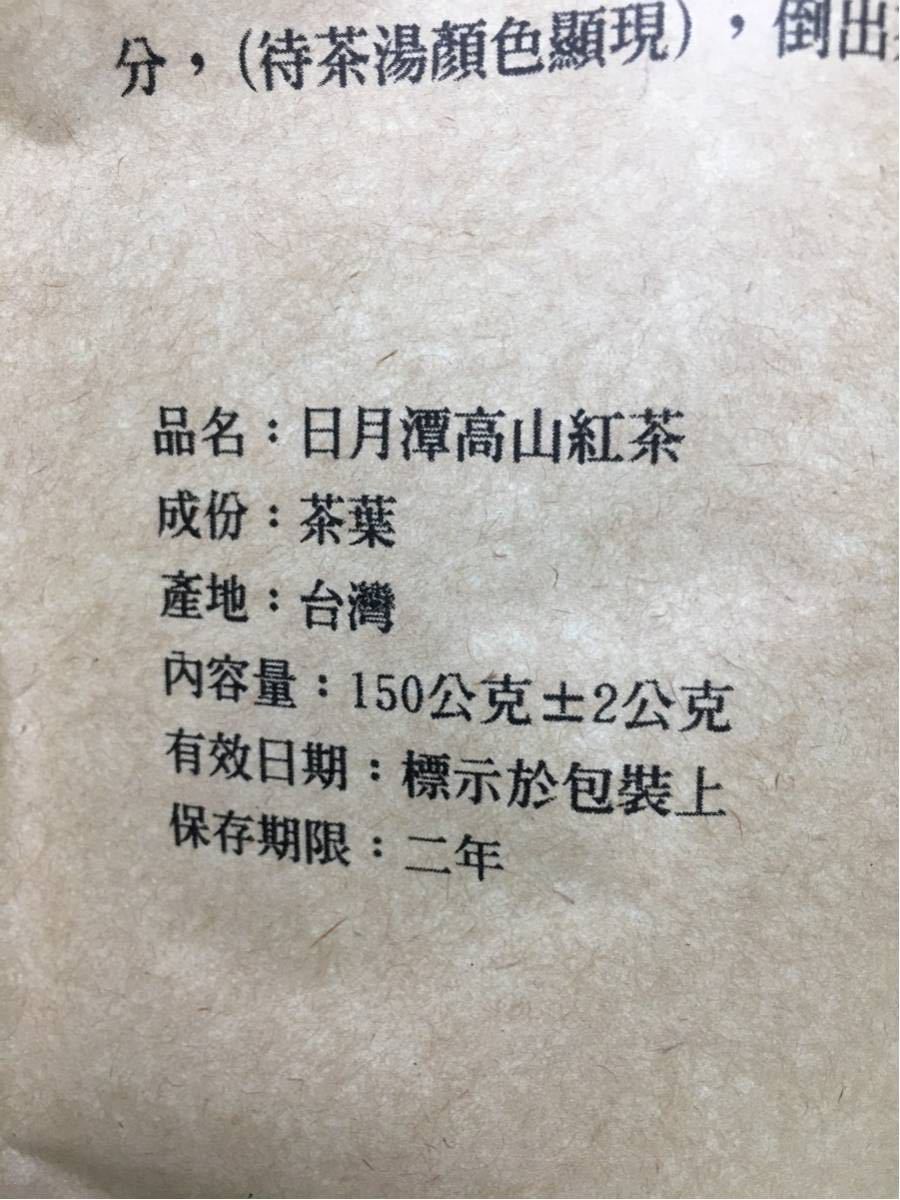 分，(待茶湯顏色顯現)，倒出
品名：日月潭高山紅茶
成份：茶葉
產地：台灣
內容量：150公克±2公克
有效日期：標示於包裝上
保存期限：二年